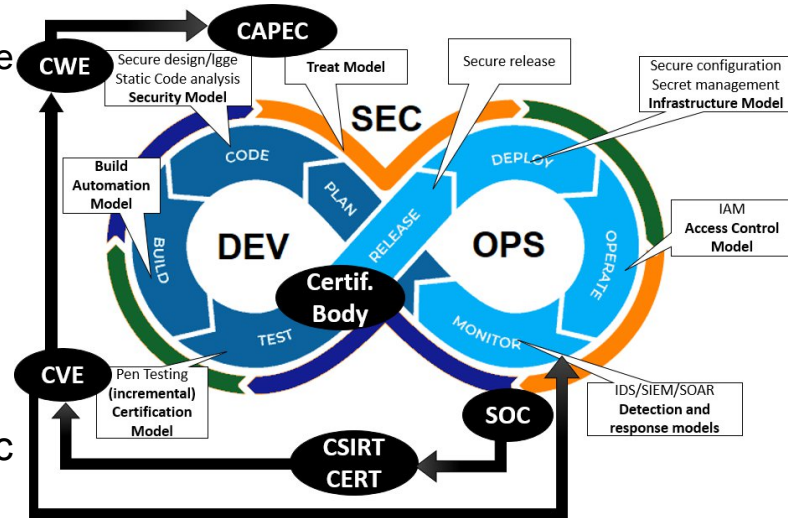 CAPEC
e
CWE
Secure design/lgge
Static Code analysis
Security Model
Treat Model
Secure release
Secure configuration
Secret management
Infrastructure Model
SEC
CODE
PLAN
DEPLOY
Build
Automation
Model
BUILD
DEV
RELEASE
OPS
OPERATE
IAM
Access Control
Model
Certif.
Body
TEST
MONITOR
CVE
Pen Testing
(incremental)
Certification
Model
IDS/SIEM/SOAR
Detection and
response models
SOC
c
CSIRT
CERT